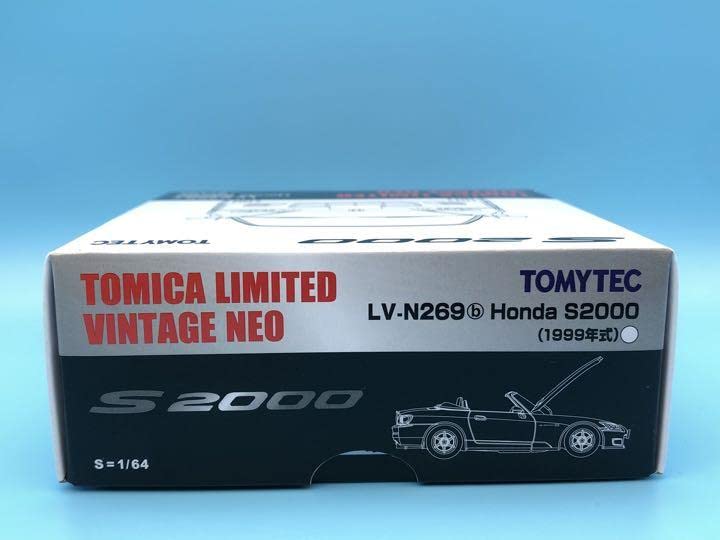 TOMYTEC
S2000
TOMICA LIMITED
VINTAGE NEO
TOMYTEC
LV-N269ⓑ Honda S2000
(1999年式)
S2000
S=1/64